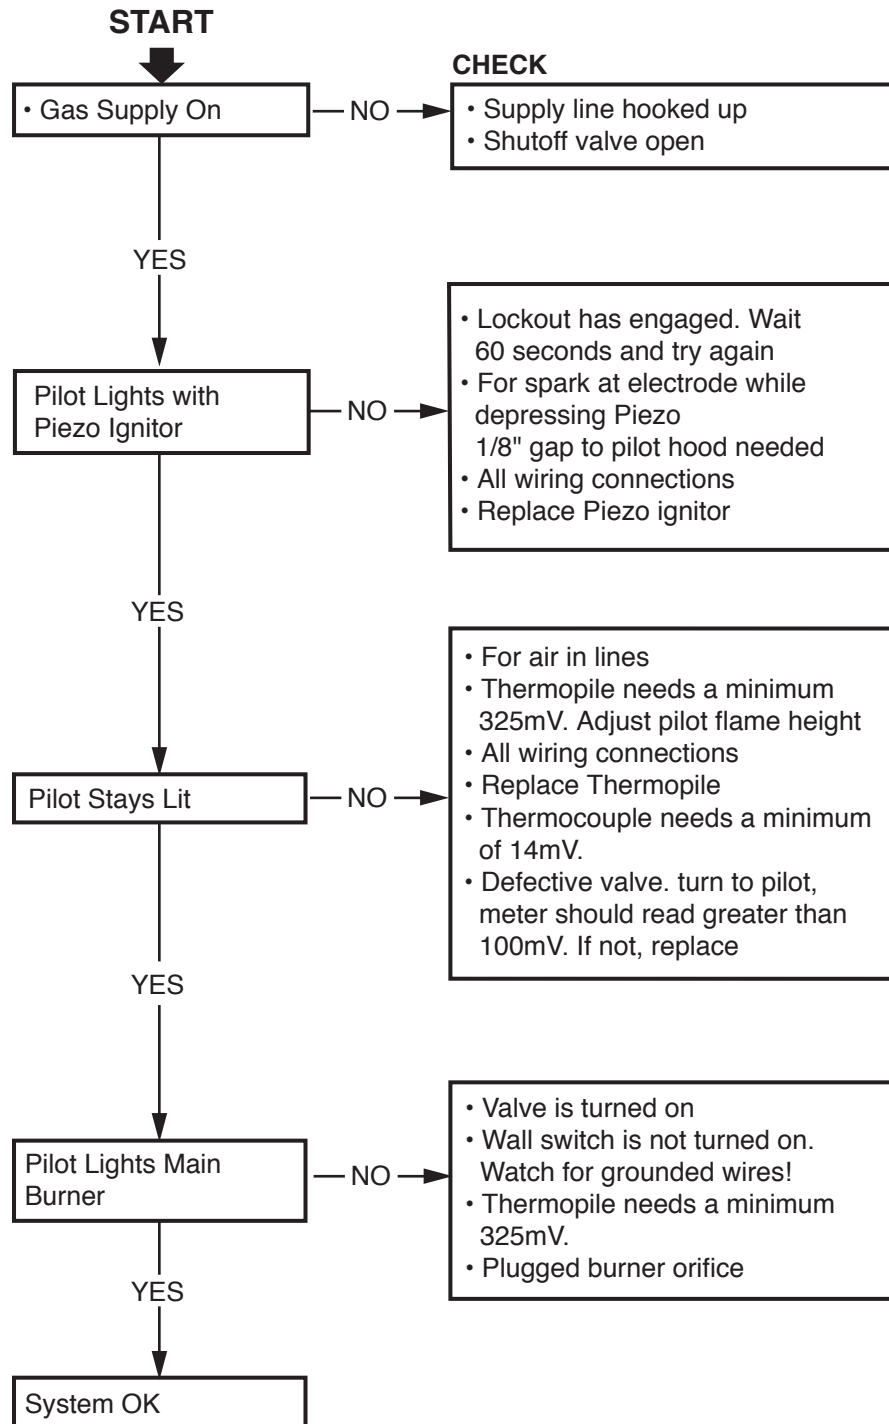 START
CHECK
• Gas Supply On
NO
• Supply line hooked up
• Shutoff valve open
YES
Pilot Lights with
Piezo Ignitor
NO
• Lockout has engaged. Wait
60 seconds and try again
• For spark at electrode while
depressing Piezo
1/8" gap to pilot hood needed
• All wiring connections
• Replace Piezo ignitor
YES
Pilot Stays Lit
NO
• For air in lines
• Thermopile needs a minimum
325mV. Adjust pilot flame height
• All wiring connections
• Replace Thermopile
• Thermocouple needs a minimum
of 14mV.
• Defective valve. turn to pilot,
meter should read greater than
100mV. If not, replace
YES
Pilot Lights Main
Burner
NO
• Valve is turned on
• Wall switch is not turned on.
Watch for grounded wires!
• Thermopile needs a minimum
325mV.
• Plugged burner orifice
YES
System OK